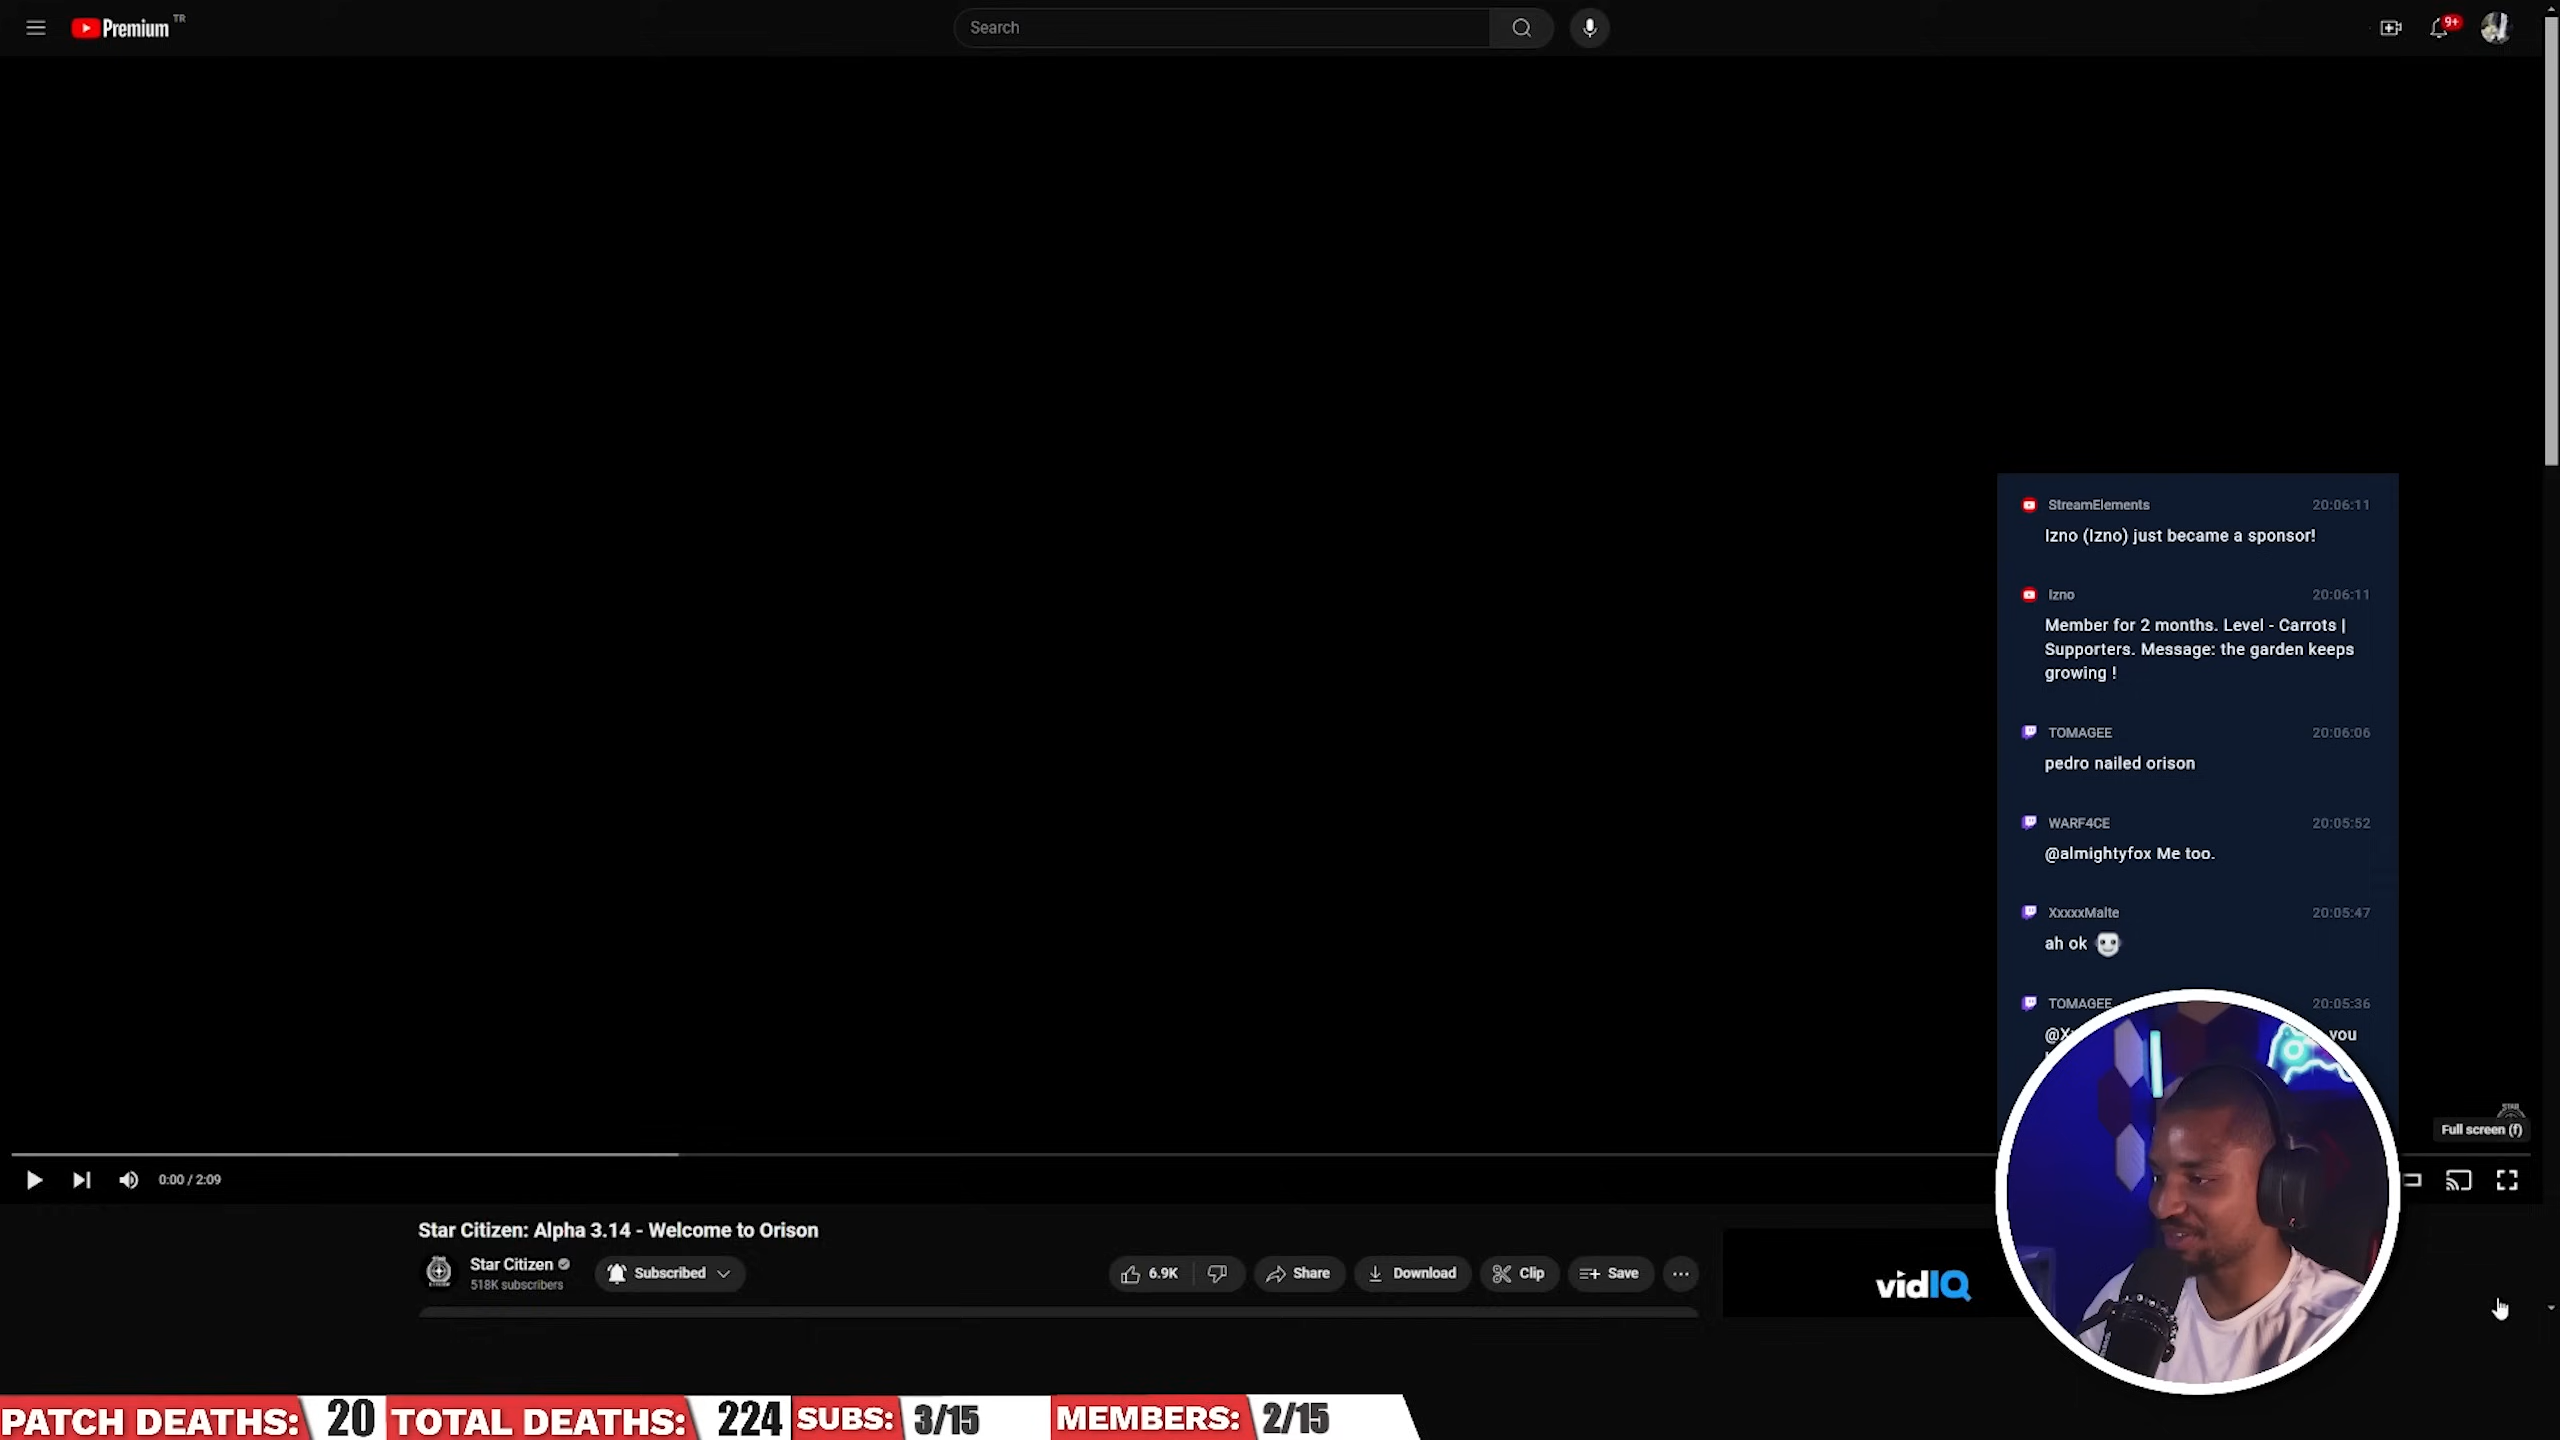 Premium TR
Search
9+
StreamElements 20:06:11
Izno (Izno) just became a sponsor!
Izno 20:06:11
Member for 2 months. Level - Carrots |
Supporters. Message: the garden keeps
growing !
TOMAGEE 20:06:06
pedro nailed orison
WARF4CE 20:05:52
@almightyfox Me too.
XxxxxMalte 20:05:47
ah ok
TOMAGEE 20:05:36
you
Full screen (f)
0:00 / 2:09
Star Citizen: Alpha 3.14 - Welcome to Orison
Star Citizen
518K subscribers
Subscribed
6.9K
Share
Download
Clip
Save
vidIQ
PATCH DEATHS: 20 TOTAL DEATHS: 224 SUBS: 3/15 MEMBERS: 2/15